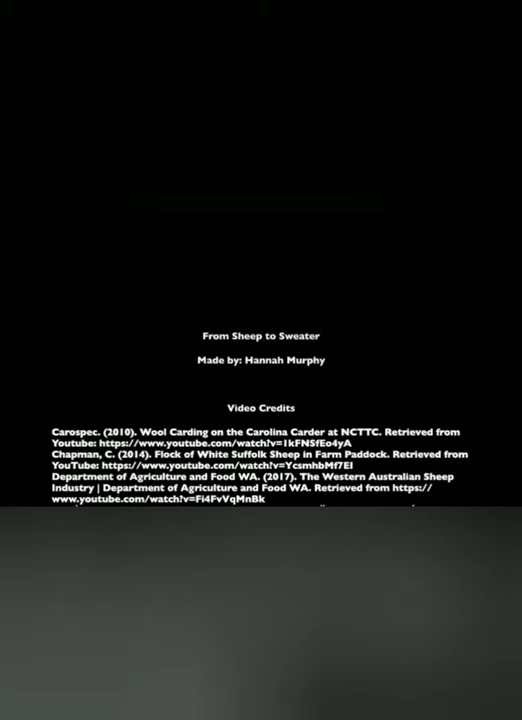 From Sheep to Sweater
Made by: Hannah Murphy
Video Credits
Carospec. (2010). Wool Carding on the Carolina Carder at NCTTC. Retrieved from
Youtube: https://www.youtube.com/watch?v=1kFNSfEo4yA
Chapman, C. (2014). Flock of White Suffolk Sheep in Farm Paddock. Retrieved from
YouTube: https://www.youtube.com/watch?v=YcsmhbMf7EI
Department of Agriculture and Food WA. (2017). The Western Australian Sheep
Industry | Department of Agriculture and Food WA. Retrieved from https://
www.youtube.com/watch?v=Fi4FvVqMnBk